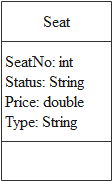 Seat
SeatNo: int
Status: String
Price: double
Type: String